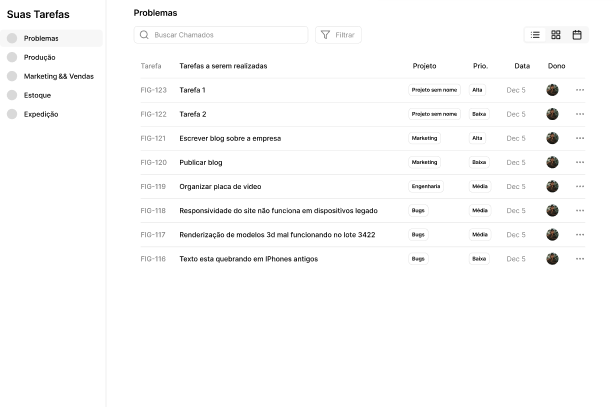 Suas Tarefas
Problemas
Produção
Marketing && Vendas
Estoque
Expedição
Problemas
Buscar Chamados
Filtrar
Tarefa Tarefas a serem realizadas Projeto Prio. Data Dono
FIG-123 Tarefa 1 Projeto sem nome Alta Dec 5
FIG-122 Tarefa 2 Projeto sem nome Baixa Dec 5
FIG-121 Escrever blog sobre a empresa Marketing Alta Dec 5
FIG-120 Publicar blog Marketing Baixa Dec 5
FIG-119 Organizar placa de video Engenharia Média Dec 5
FIG-118 Responsividade do site não funciona em dispositivos legado Bugs Média Dec 5
FIG-117 Renderização de modelos 3d mal funcionando no lote 3422 Bugs Média Dec 5
FIG-116 Texto esta quebrando em IPhones antigos Bugs Baixa Dec 5